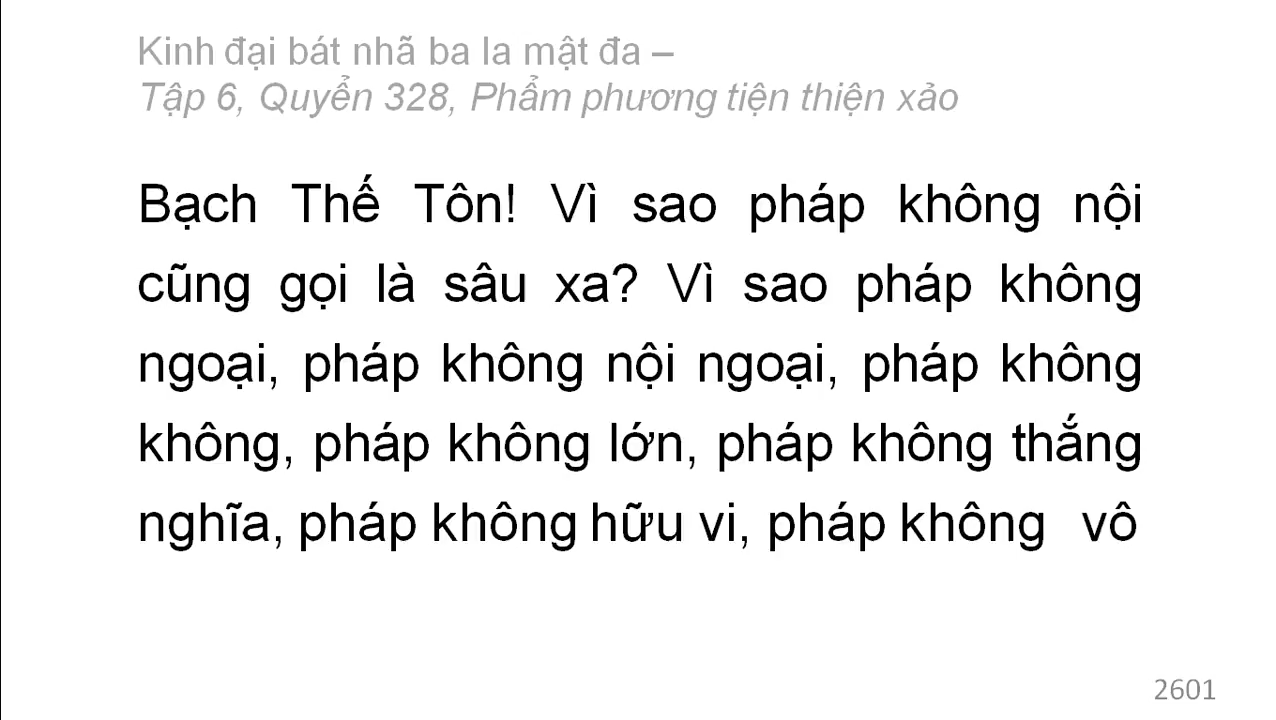 Kinh đại bát nhã ba la mật đa –
Tập 6, Quyển 328, Phẩm phương tiện thiện xảo
Bạch Thế Tôn! Vì sao pháp không nội
cũng gọi là sâu xa? Vì sao pháp không
ngoại, pháp không nội ngoại, pháp không
không, pháp không lớn, pháp không thắng
nghĩa, pháp không hữu vi, pháp không vô
2601